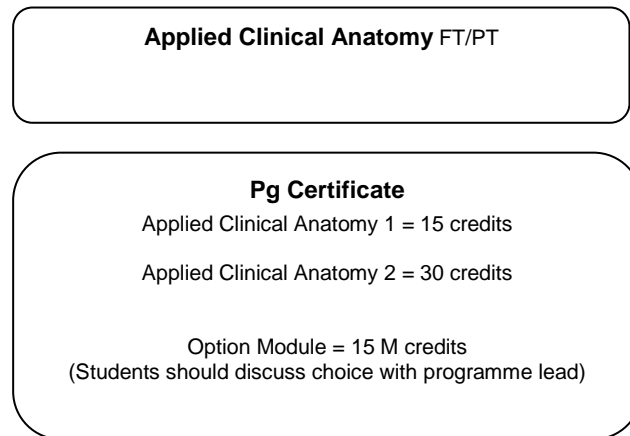 Applied Clinical Anatomy FT/PT
Pg Certificate
Applied Clinical Anatomy 1 = 15 credits
Applied Clinical Anatomy 2 = 30 credits
Option Module = 15 M credits
(Students should discuss choice with programme lead)